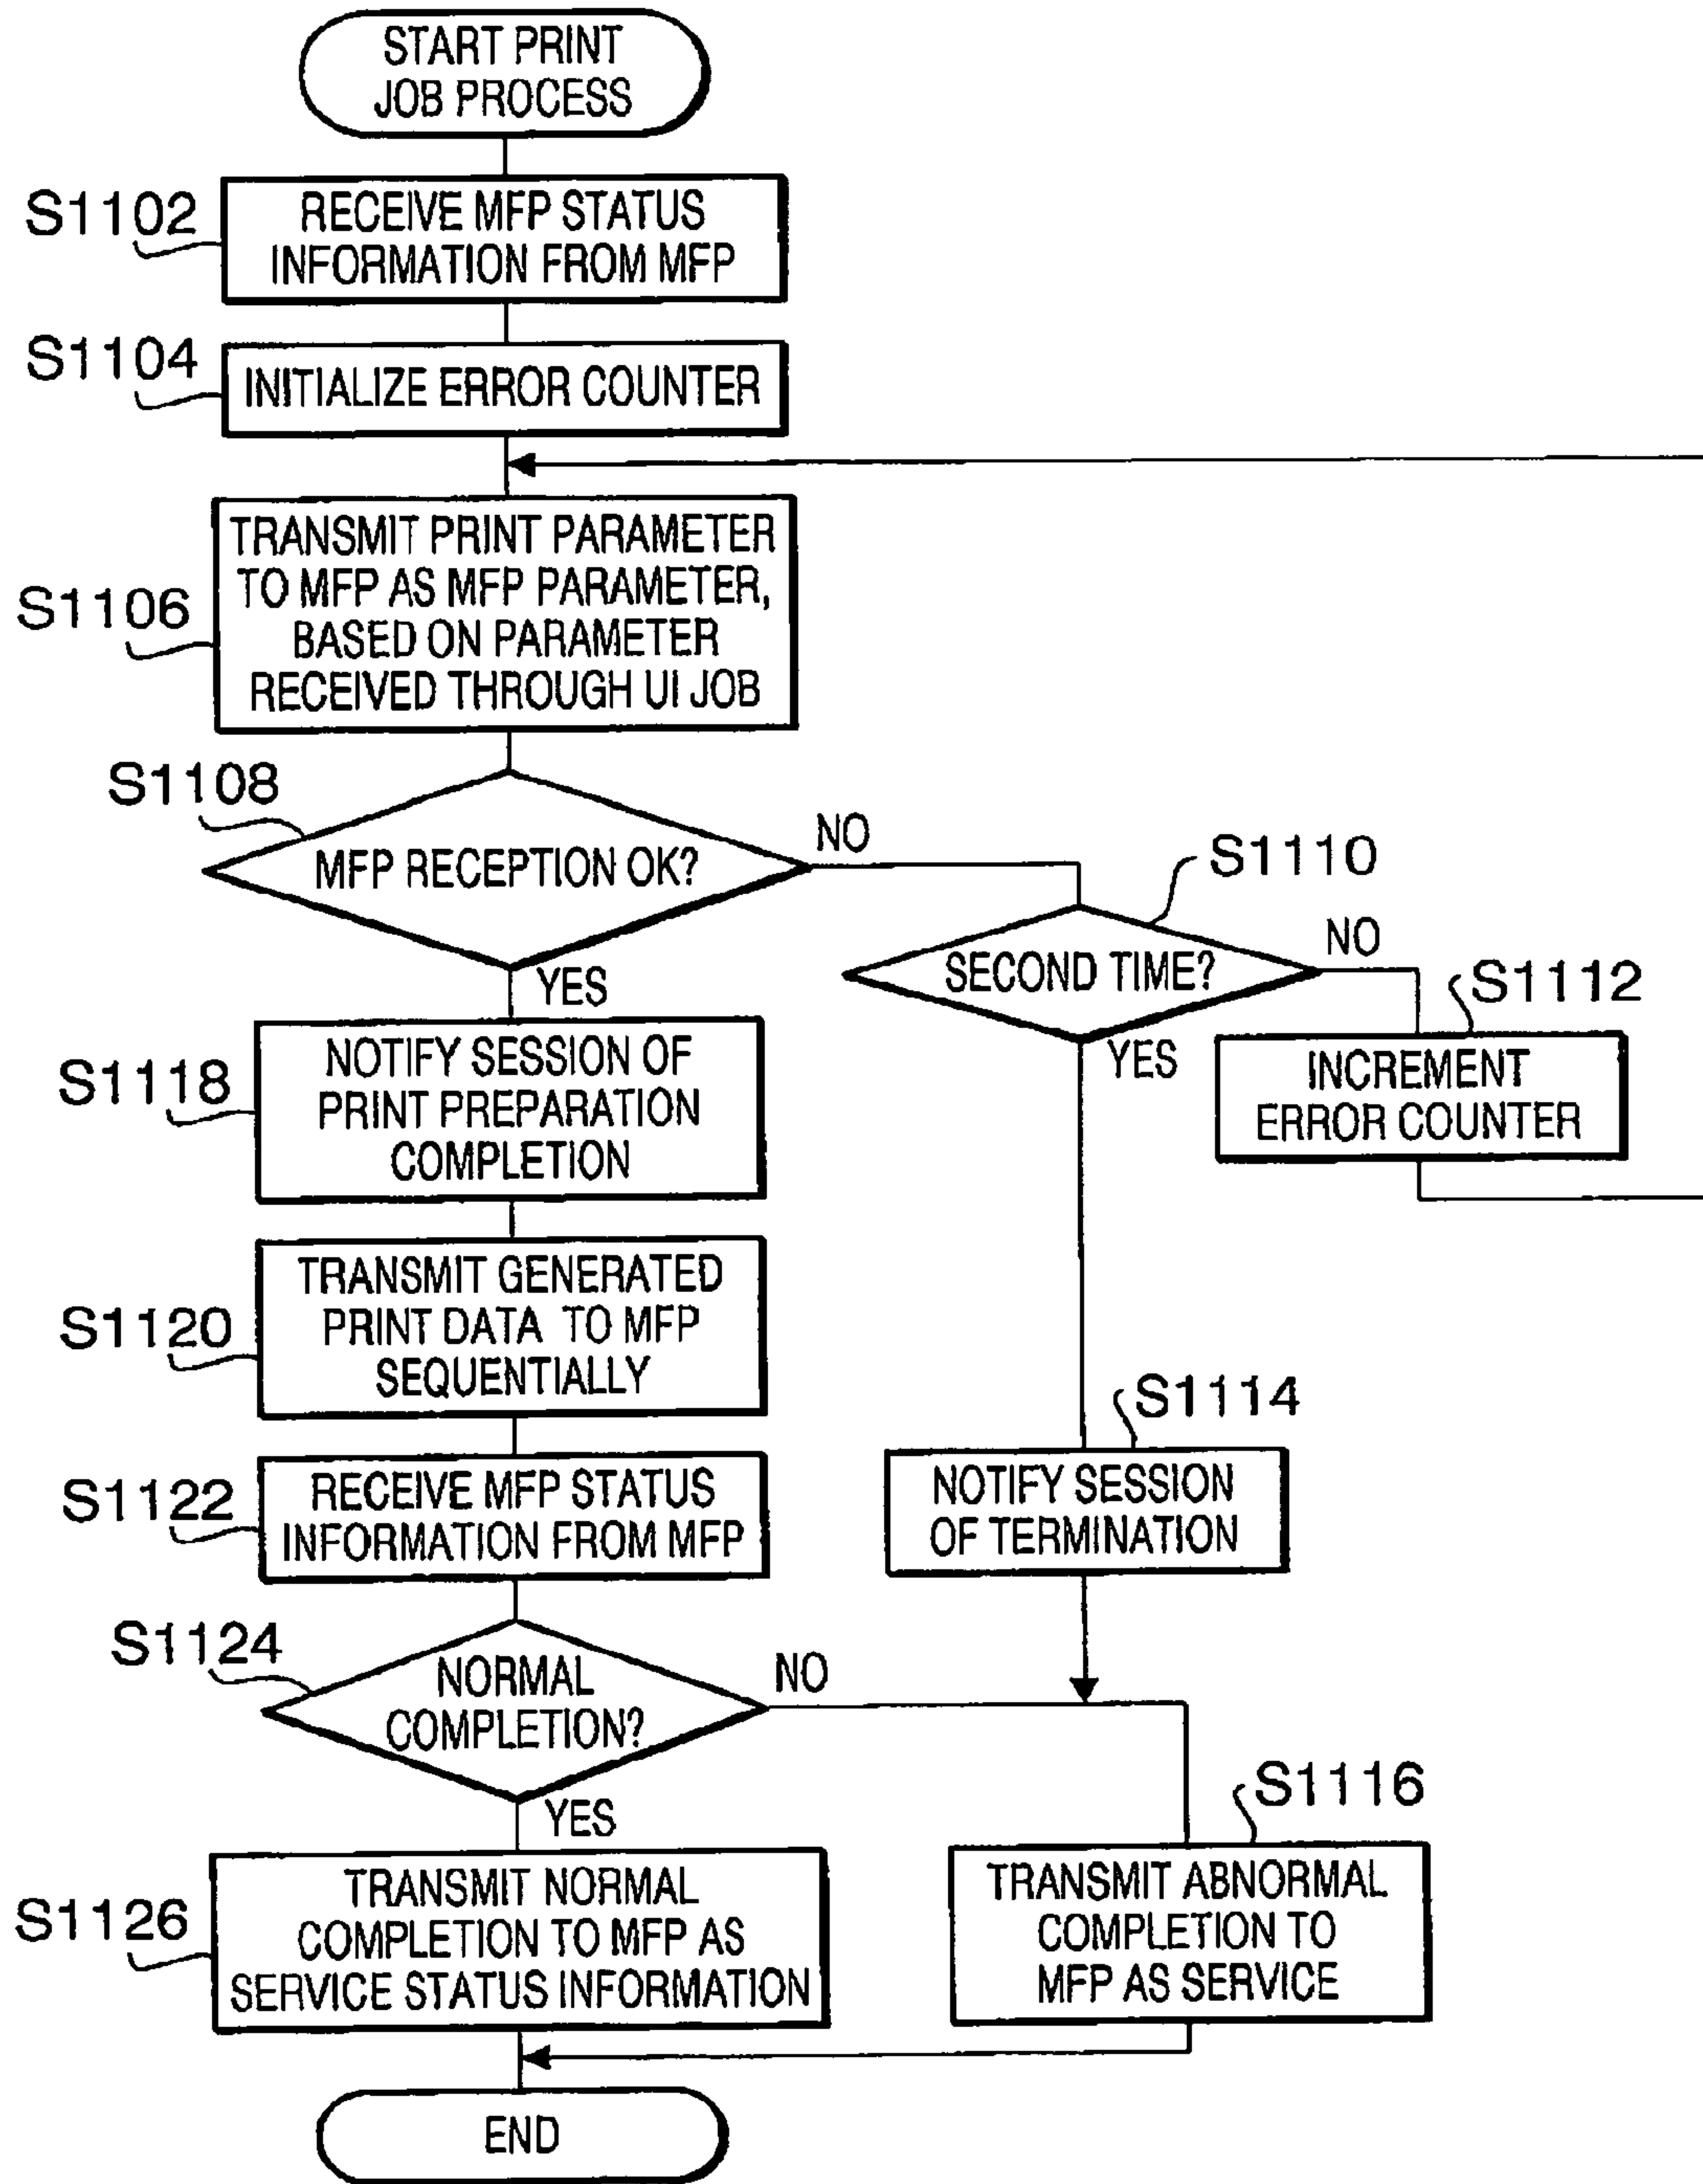 START PRINT
JOB PROCESS
S1102
RECEIVE MFP STATUS
INFORMATION FROM MFP
S1104
INITIALIZE ERROR COUNTER
S1106
TRANSMIT PRINT PARAMETER
TO MFP AS MFP PARAMETER,
BASED ON PARAMETER
RECEIVED THROUGH UI JOB
S1108
MFP RECEPTION OK?
NO
YES
S1110
SECOND TIME?
NO
YES
S1112
INCREMENT
ERROR COUNTER
S1118
NOTIFY SESSION OF
PRINT PREPARATION
COMPLETION
S1120
TRANSMIT GENERATED
PRINT DATA TO MFP
SEQUENTIALLY
S1114
NOTIFY SESSION
OF TERMINATION
S1122
RECEIVE MFP STATUS
INFORMATION FROM MFP
S1124
NORMAL
COMPLETION?
NO
YES
S1116
TRANSMIT ABNORMAL
COMPLETION TO
MFP AS SERVICE
S1126
TRANSMIT NORMAL
COMPLETION TO MFP AS
SERVICE STATUS INFORMATION
END